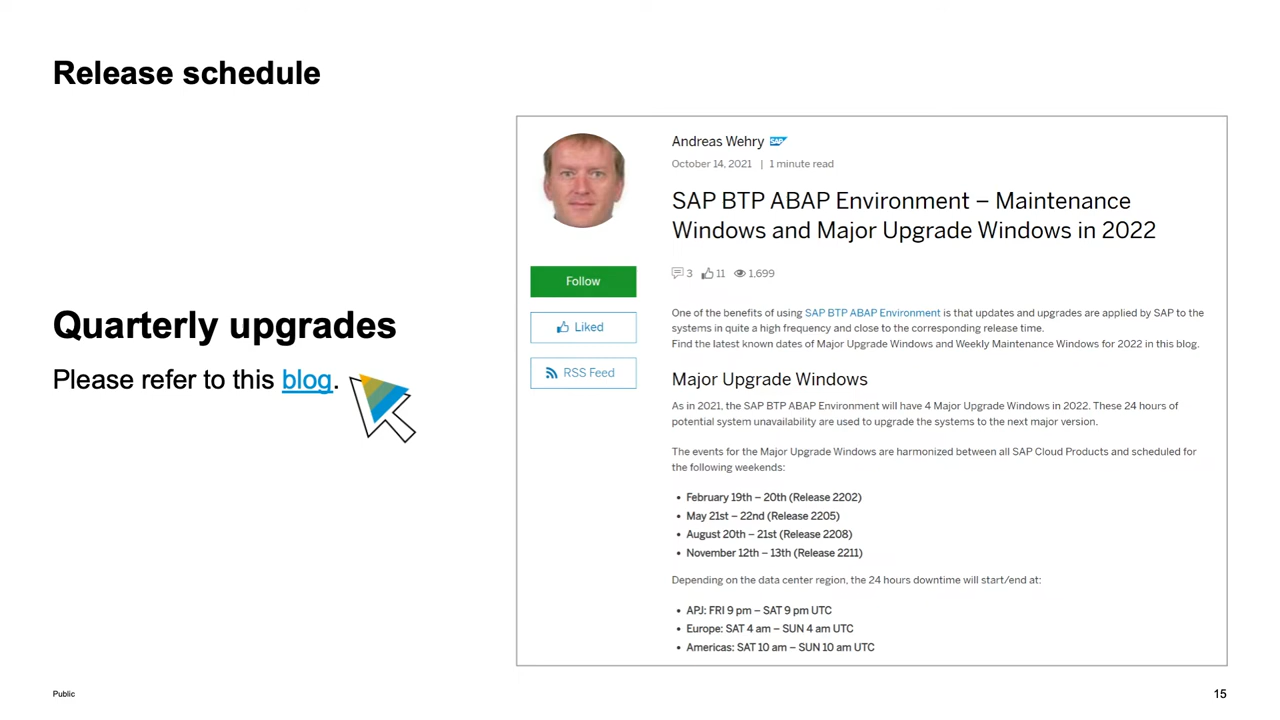 Release schedule
Quarterly upgrades
Please refer to this blog.
Andreas Wehry SAP
October 14, 2021 | 1 minute read
SAP BTP ABAP Environment – Maintenance
Windows and Major Upgrade Windows in 2022
3 11 1,699
Follow
Liked
RSS Feed
One of the benefits of using SAP BTP ABAP Environment is that updates and upgrades are applied by SAP to the
systems in quite a high frequency and close to the corresponding release time.
Find the latest known dates of Major Upgrade Windows and Weekly Maintenance Windows for 2022 in this blog.
Major Upgrade Windows
As in 2021, the SAP BTP ABAP Environment will have 4 Major Upgrade Windows in 2022. These 24 hours of
potential system unavailability are used to upgrade the systems to the next major version.
The events for the Major Upgrade Windows are harmonized between all SAP Cloud Products and scheduled for
the following weekends:
• February 19th – 20th (Release 2202)
• May 21st – 22nd (Release 2205)
• August 20th – 21st (Release 2208)
• November 12th – 13th (Release 2211)
Depending on the data center region, the 24 hours downtime will start/end at:
• APJ: FRI 9 pm – SAT 9 pm UTC
• Europe: SAT 4 am – SUN 4 am UTC
• Americas: SAT 10 am – SUN 10 am UTC
Public
15